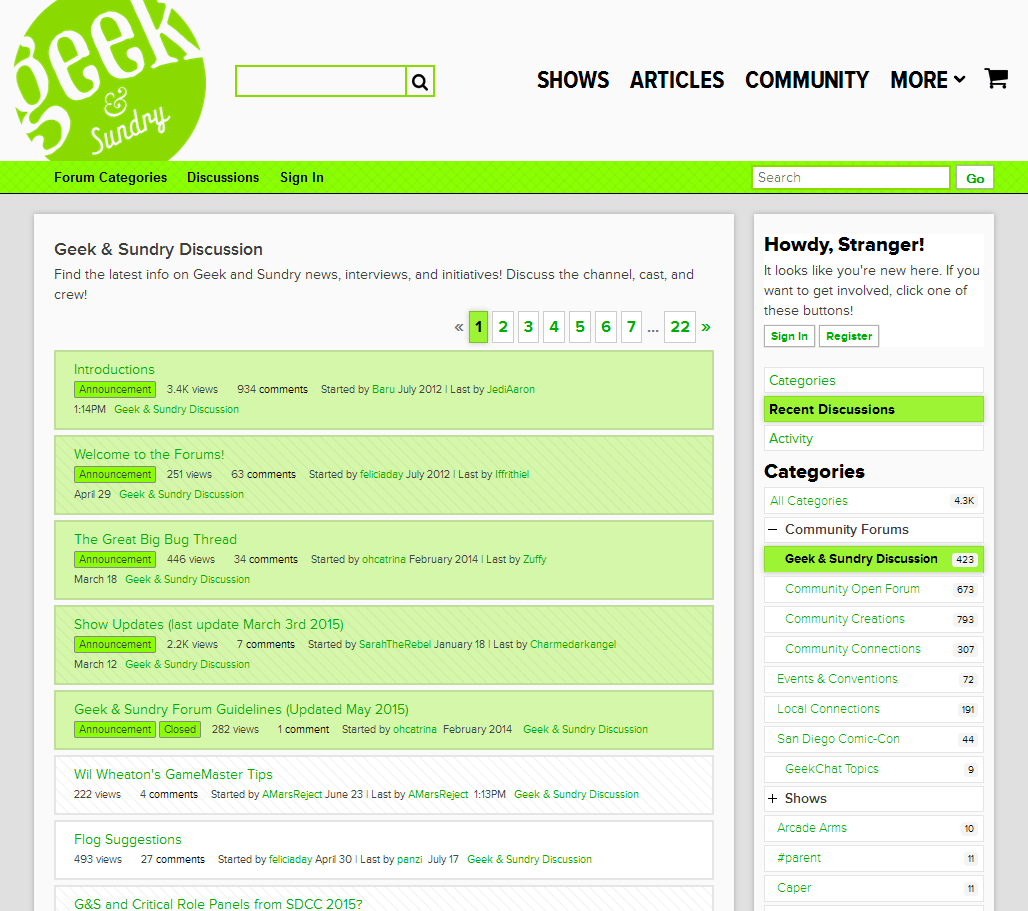 geek
&
Sundry
SHOWS ARTICLES COMMUNITY MORE
Forum Categories Discussions Sign In
Search Go
Geek & Sundry Discussion
Find the latest info on Geek and Sundry news, interviews, and initiatives! Discuss the channel, cast, and
crew!
« 1 2 3 4 5 6 7 ... 22 »
Introductions
Announcement 3.4K views 934 comments Started by Baru July 2012 | Last by JediAaron
1:14PM Geek & Sundry Discussion
Welcome to the Forums!
Announcement 251 views 63 comments Started by feliciaday July 2012 | Last by Iffrithiel
April 29 Geek & Sundry Discussion
The Great Big Bug Thread
Announcement 446 views 34 comments Started by ohcatrina February 2014 | Last by Zuffy
March 18 Geek & Sundry Discussion
Show Updates (last update March 3rd 2015)
Announcement 2.2K views 7 comments Started by SarahTheRebel January 18 | Last by Charmedarkangel
March 12 Geek & Sundry Discussion
Geek & Sundry Forum Guidelines (Updated May 2015)
Announcement Closed 282 views 1 comment Started by ohcatrina February 2014 Geek & Sundry Discussion
Wil Wheaton's GameMaster Tips
222 views 4 comments Started by AMarsReject June 23 | Last by AMarsReject 1:13PM Geek & Sundry Discussion
Flog Suggestions
493 views 27 comments Started by feliciaday April 30 | Last by panzi July 17 Geek & Sundry Discussion
G&S and Critical Role Panels from SDCC 2015?
Howdy, Stranger!
It looks like you're new here. If you
want to get involved, click one of
these buttons!
Sign In Register
Categories
Recent Discussions
Activity
Categories
All Categories 4.3K
− Community Forums
Geek & Sundry Discussion 423
Community Open Forum 673
Community Creations 793
Community Connections 307
Events & Conventions 72
Local Connections 191
San Diego Comic-Con 44
GeekChat Topics 9
+ Shows
Arcade Arms 10
#parent 11
Caper 11